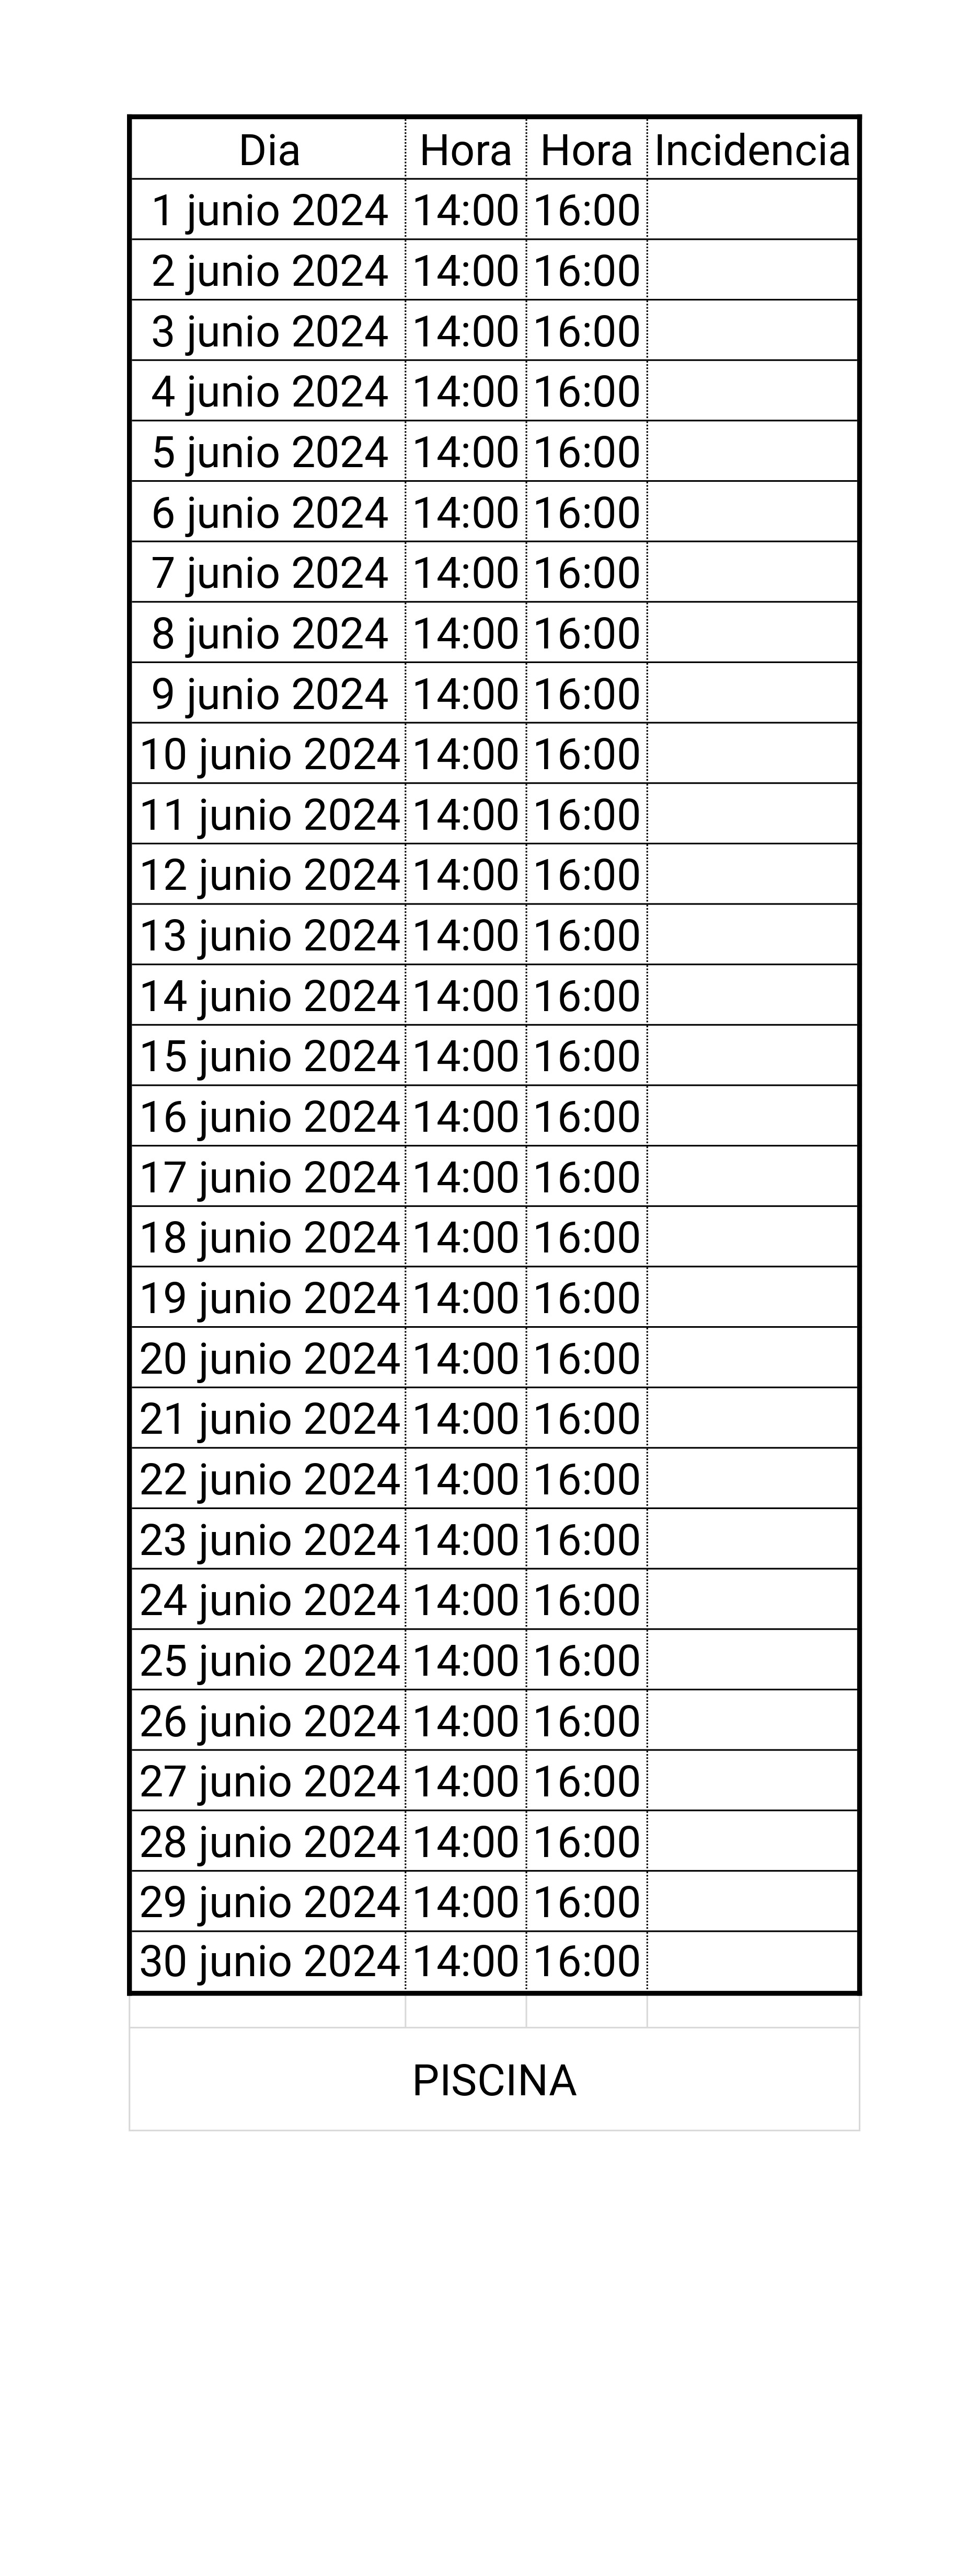 Dia Hora Hora Incidencia
1 junio 2024 14:00 16:00
2 junio 2024 14:00 16:00
3 junio 2024 14:00 16:00
4 junio 2024 14:00 16:00
5 junio 2024 14:00 16:00
6 junio 2024 14:00 16:00
7 junio 2024 14:00 16:00
8 junio 2024 14:00 16:00
9 junio 2024 14:00 16:00
10 junio 2024 14:00 16:00
11 junio 2024 14:00 16:00
12 junio 2024 14:00 16:00
13 junio 2024 14:00 16:00
14 junio 2024 14:00 16:00
15 junio 2024 14:00 16:00
16 junio 2024 14:00 16:00
17 junio 2024 14:00 16:00
18 junio 2024 14:00 16:00
19 junio 2024 14:00 16:00
20 junio 2024 14:00 16:00
21 junio 2024 14:00 16:00
22 junio 2024 14:00 16:00
23 junio 2024 14:00 16:00
24 junio 2024 14:00 16:00
25 junio 2024 14:00 16:00
26 junio 2024 14:00 16:00
27 junio 2024 14:00 16:00
28 junio 2024 14:00 16:00
29 junio 2024 14:00 16:00
30 junio 2024 14:00 16:00
PISCINA